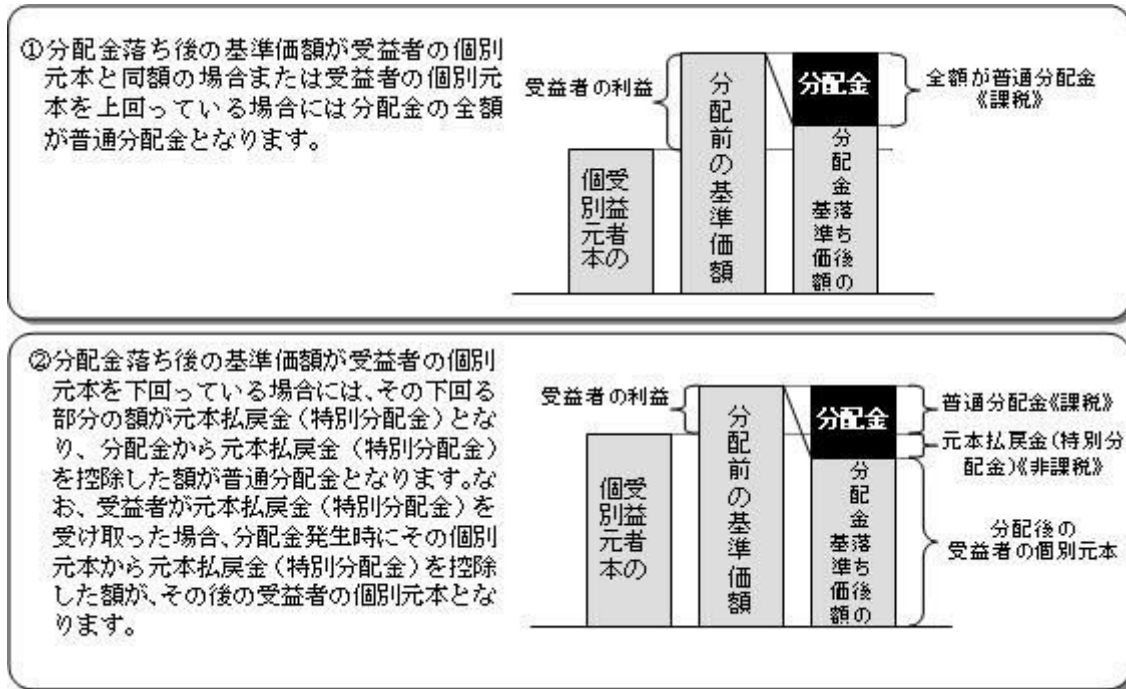 ①分配金落ち後の基準価額が受益者の個別
元本と同額の場合または受益者の個別元
本を上回っている場合には分配金の全額
が普通分配金となります。
受益者の利益
受益者の
個別元本
分配前の基準価額
分配金
分配金落ち後の
基準価額
全額が普通分配金
《課税》
②分配金落ち後の基準価額が受益者の個別
元本を下回っている場合には、その下回る
部分の額が元本払戻金(特別分配金)とな
り、分配金から元本払戻金(特別分配金)
を控除した額が普通分配金となります。な
お、受益者が元本払戻金(特別分配金)を
受け取った場合、分配金発生時にその個別
元本から元本払戻金(特別分配金)を控除
した額が、その後の受益者の個別元本とな
ります。
受益者の利益
受益者の
個別元本
分配前の基準価額
分配金
分配金落ち後の
基準価額
普通分配金《課税》
元本払戻金(特別分
配金)《非課税》
分配後の
受益者の個別元本